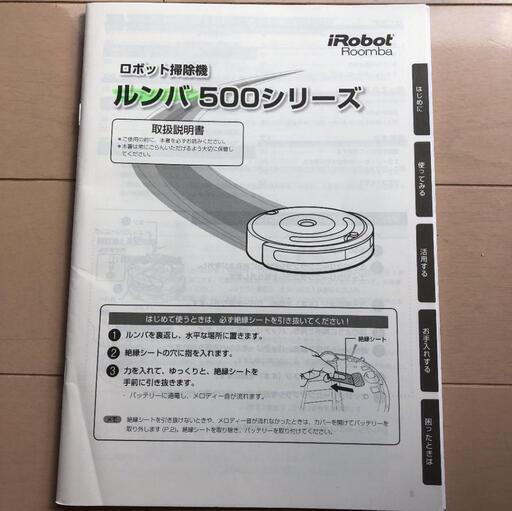 iRobot
Roomba
ロボット掃除機
ルンバ 500シリーズ
取扱説明書
●ご使用の前に、本書を必ずお読みください。
●本書は常にごらんいただけるよう大切に保管し
てください。
はじめに
使ってみる
活用する
お手入れする
困ったときは
はじめて使うときは、必ず絶縁シートを引き抜いてください！
1 ルンバを裏返し、水平な場所に置きます。
2 絶縁シートの穴に指を入れます。
3 力を入れて、ゆっくりと、絶縁シートを
手前に引き抜きます。
・バッテリーに通電し、メロディー音が流れます。
絶縁シート
メモ 絶縁シートを引き抜けないときや、メロディー音が流れなかったときは、カバーを開けてバッテリーを
取り外します (P.2)。絶縁シートを取り除き、バッテリーを取り付けてください。